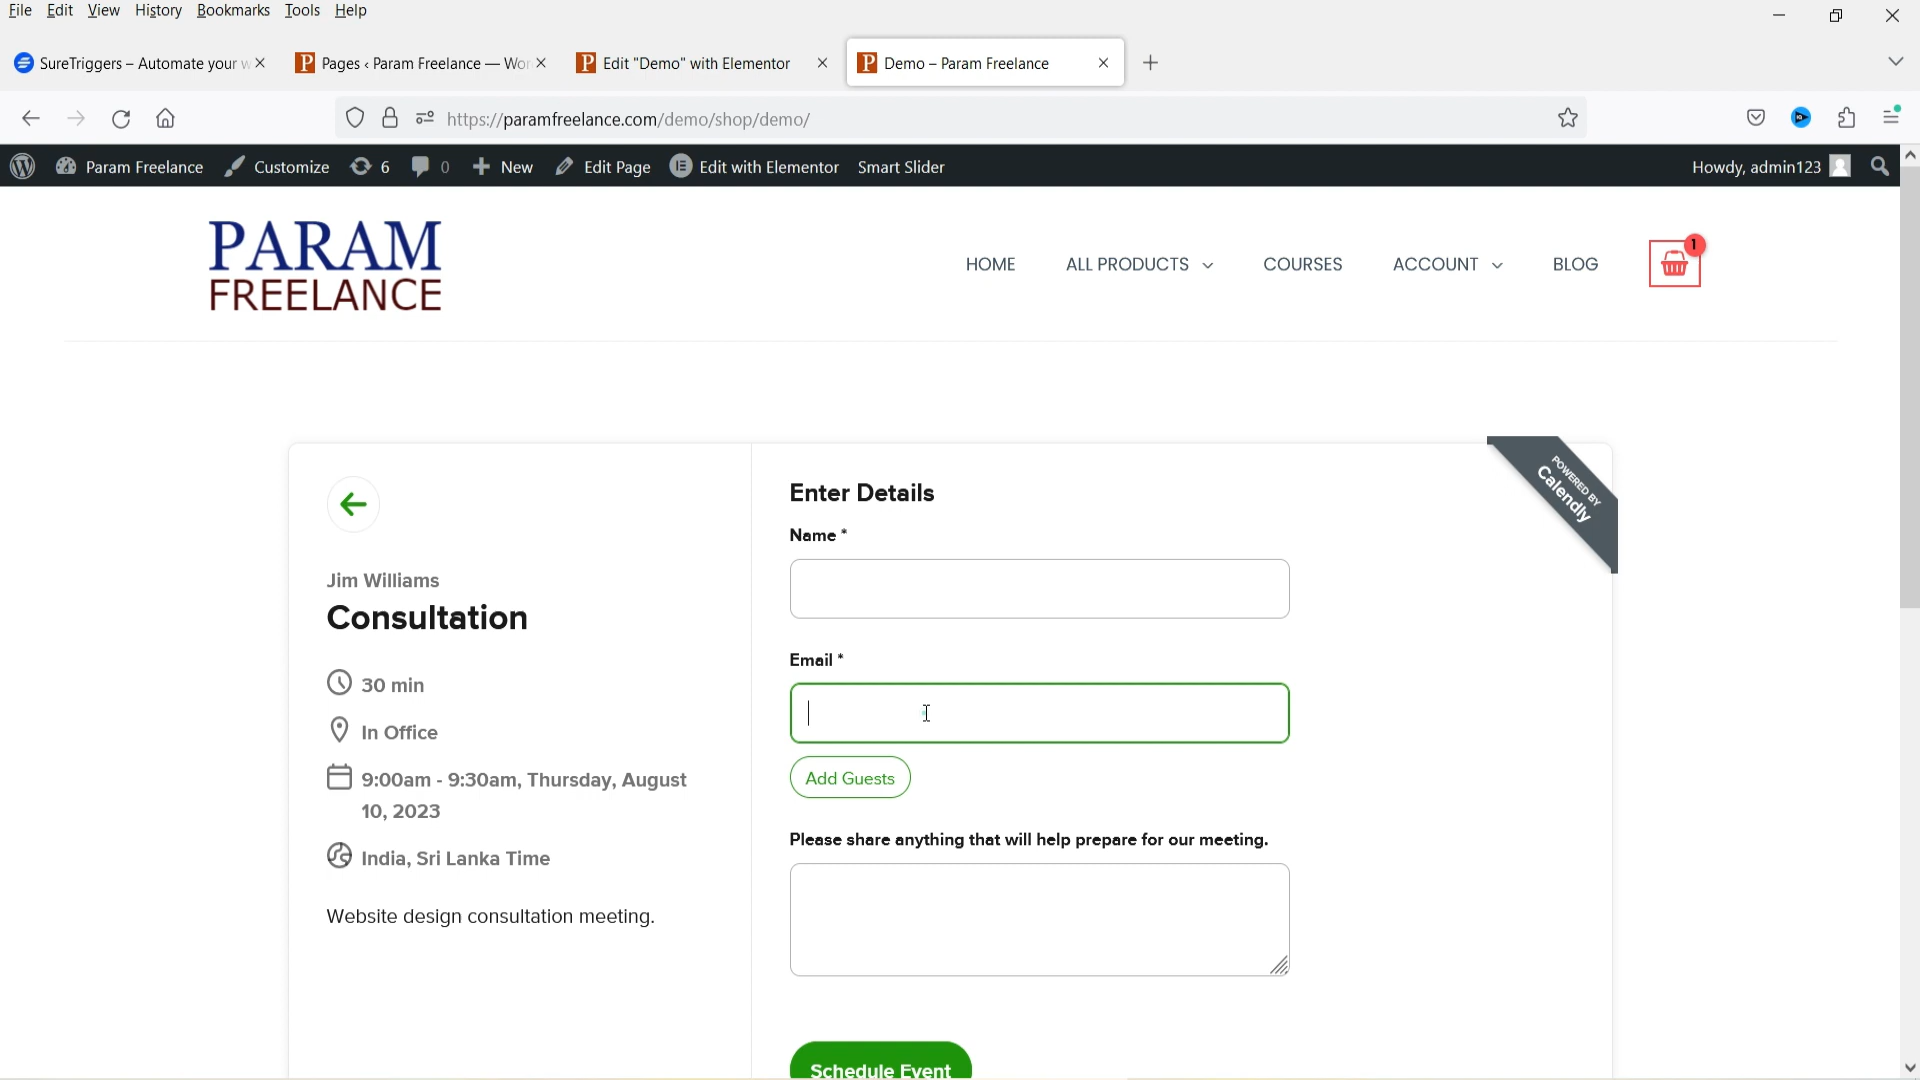 File Edit View History Bookmarks Tools Help
SureTriggers – Automate your w
Pages ‹ Param Freelance — Wor
Edit "Demo" with Elementor
Demo – Param Freelance
https://paramfreelance.com/demo/shop/demo/
Param Freelance Customize 6 0 New Edit Page Edit with Elementor Smart Slider Howdy, admin123
PARAM
FREELANCE
HOME ALL PRODUCTS COURSES ACCOUNT BLOG 1
POWERED BY
Calendly
Jim Williams
Consultation
30 min
In Office
9:00am - 9:30am, Thursday, August
10, 2023
India, Sri Lanka Time
Website design consultation meeting.
Enter Details
Name *
Email *
Add Guests
Please share anything that will help prepare for our meeting.
Schedule Event